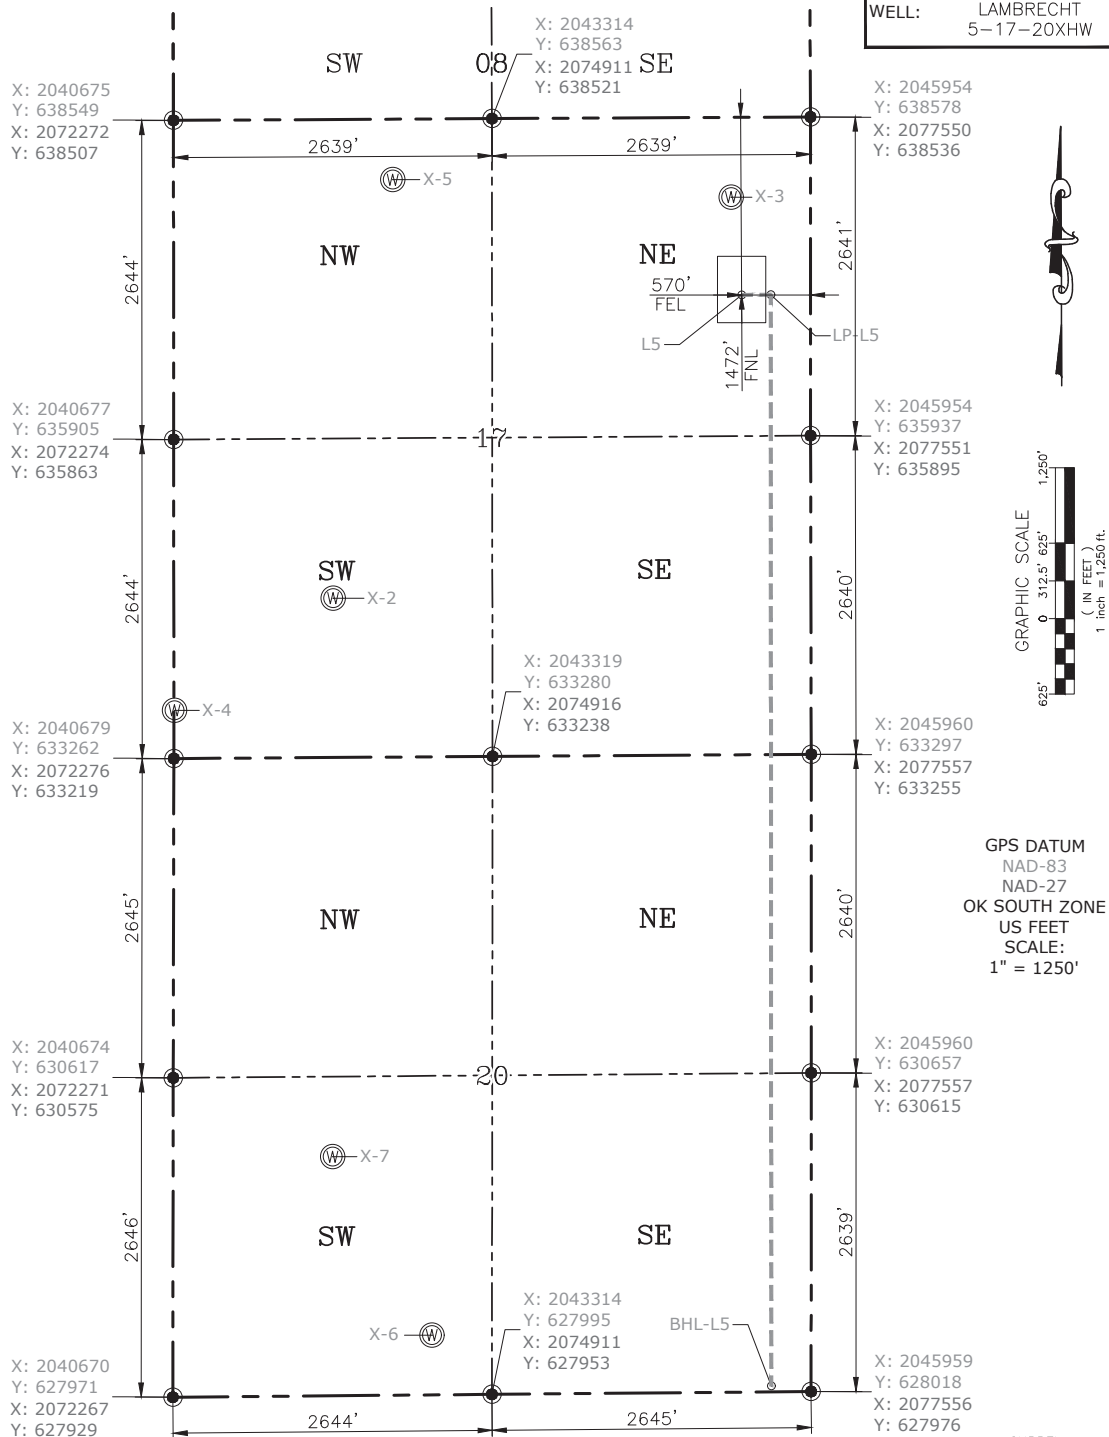 WELL: LAMBRECHT
5-17-20XHW
X: 2043314
Y: 638563
X: 2074911
Y: 638521
SW 08 SE
X: 2040675
Y: 638549
X: 2072272
Y: 638507
X: 2045954
Y: 638578
X: 2077550
Y: 638536
2639' 2639'
W X-5
W X-3
NW NE
2644'
2641'
570'
FEL
L5
LP-L5
1472'
FNL
X: 2040677
Y: 635905
X: 2072274
Y: 635863
17
X: 2045954
Y: 635937
X: 2077551
Y: 635895
GRAPHIC SCALE
625' 0 312.5' 625' 1,250'
( IN FEET )
1 inch = 1,250 ft.
SW SE
W X-2
2644'
2640'
X: 2043319
Y: 633280
X: 2074916
Y: 633238
W X-4
X: 2040679
Y: 633262
X: 2072276
Y: 633219
X: 2045960
Y: 633297
X: 2077557
Y: 633255
GPS DATUM
NAD-83
NAD-27
OK SOUTH ZONE
US FEET
SCALE:
1" = 1250'
NW NE
2645'
2640'
X: 2040674
Y: 630617
X: 2072271
Y: 630575
20
X: 2045960
Y: 630657
X: 2077557
Y: 630615
W X-7
SW SE
2646'
2639'
X: 2043314
Y: 627995
X: 2074911
Y: 627953
X-6 W
BHL-L5
X: 2040670
Y: 627971
X: 2072267
Y: 627929
X: 2045959
Y: 628018
X: 2077556
Y: 627976
2644' 2645'